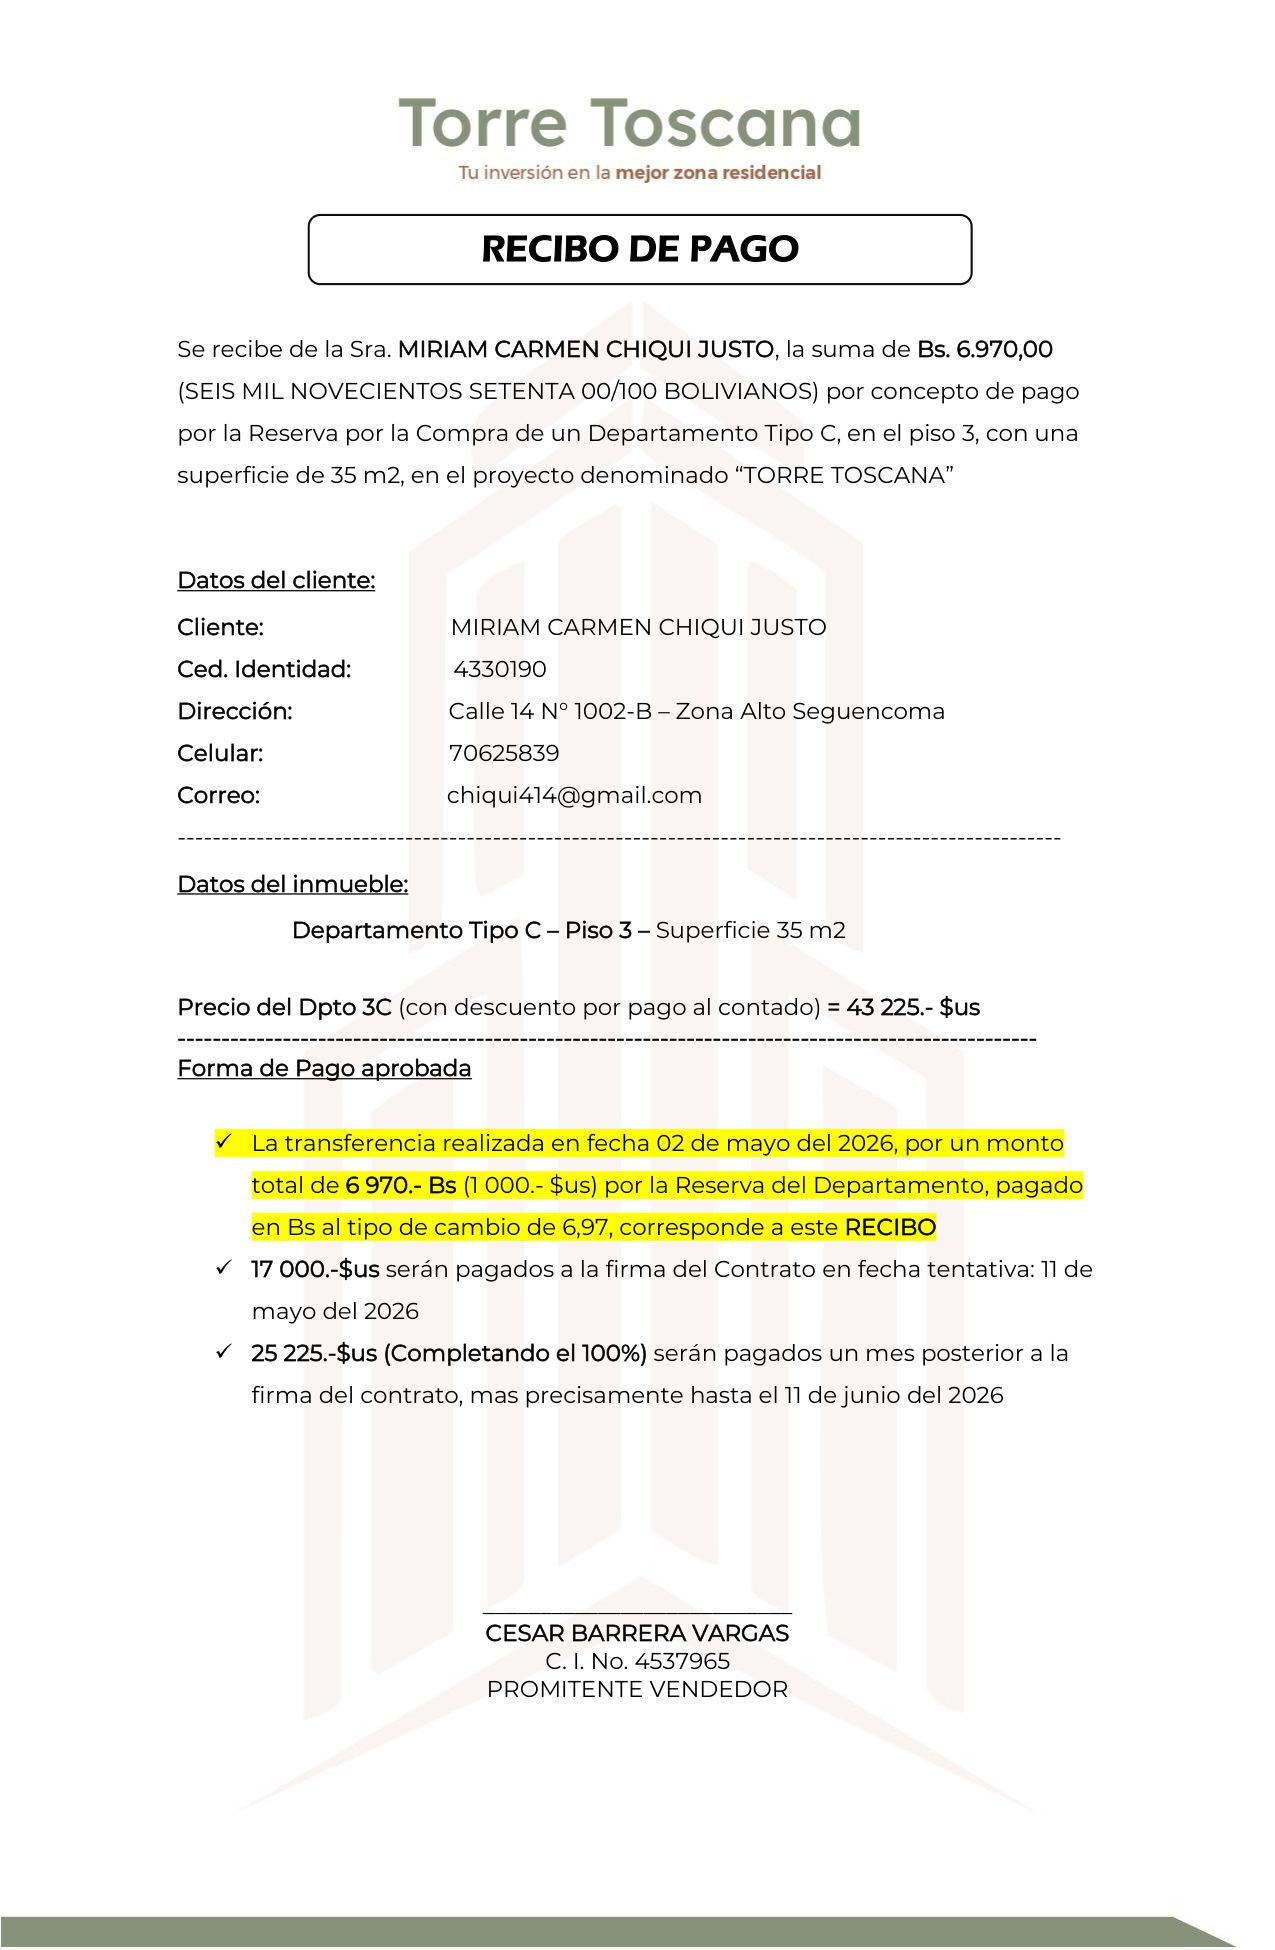 Torre Toscana
Tu inversión en la mejor zona residencial
RECIBO DE PAGO
Se recibe de la Sra. MIRIAM CARMEN CHIQUI JUSTO, la suma de Bs. 6.970,00
(SEIS MIL NOVECIENTOS SETENTA 00/100 BOLIVIANOS) por concepto de pago
por la Reserva por la Compra de un Departamento Tipo C, en el piso 3, con una
superficie de 35 m2, en el proyecto denominado “TORRE TOSCANA”
Datos del cliente:
Cliente: MIRIAM CARMEN CHIQUI JUSTO
Ced. Identidad: 4330190
Dirección: Calle 14 N° 1002-B – Zona Alto Seguencoma
Celular: 70625839
Correo: chiqui414@gmail.com
Datos del inmueble:
Departamento Tipo C – Piso 3 – Superficie 35 m2
Precio del Dpto 3C (con descuento por pago al contado) = 43 225.- $us
Forma de Pago aprobada
✓ La transferencia realizada en fecha 02 de mayo del 2026, por un monto
total de 6 970.- Bs (1 000.- $us) por la Reserva del Departamento, pagado
en Bs al tipo de cambio de 6,97, corresponde a este RECIBO
✓ 17 000.-$us serán pagados a la firma del Contrato en fecha tentativa: 11 de
mayo del 2026
✓ 25 225.-$us (Completando el 100%) serán pagados un mes posterior a la
firma del contrato, mas precisamente hasta el 11 de junio del 2026
CESAR BARRERA VARGAS
C. I. No. 4537965
PROMITENTE VENDEDOR